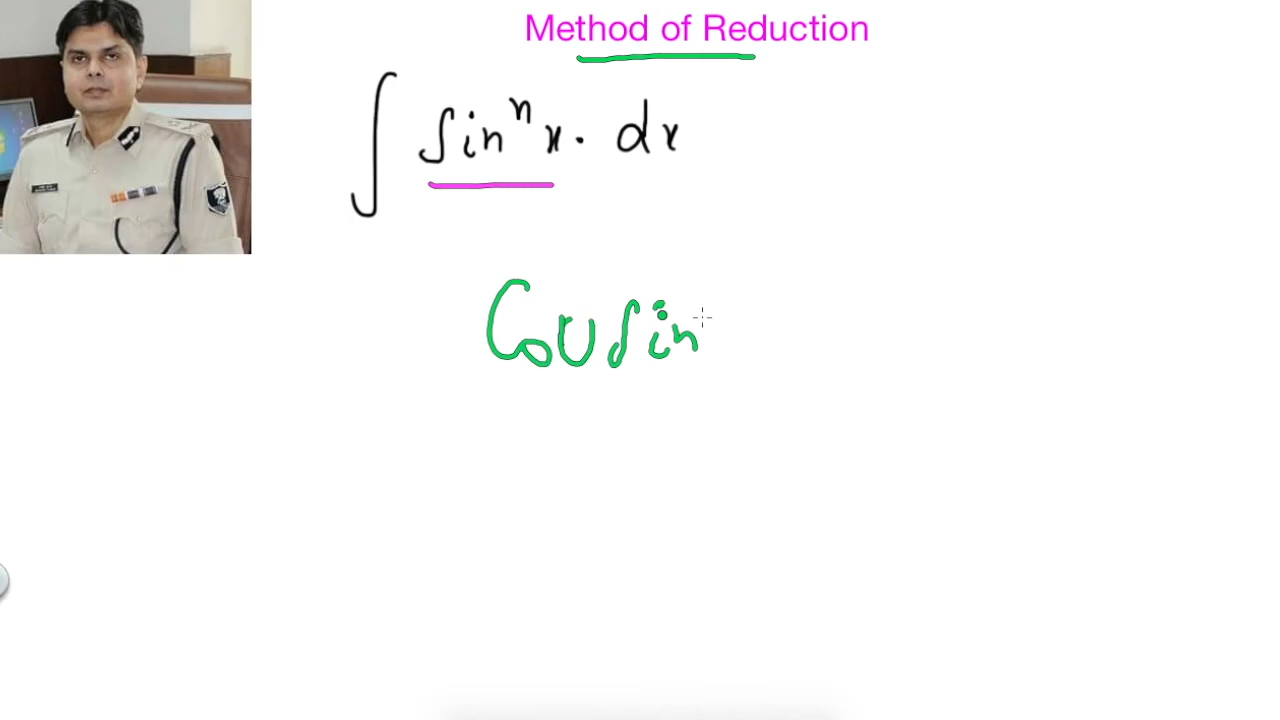 Method of Reduction
∫ sinⁿx · dx
Cousin